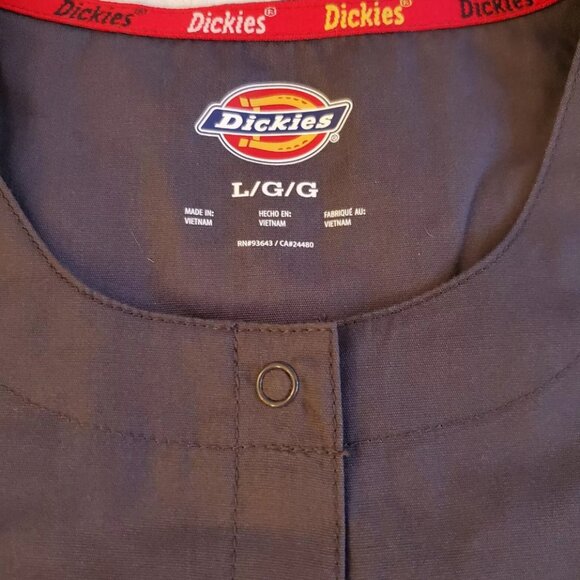 Dickies® Dickies® Dickies® Dickies
Dickies®
L/G/G
MADE IN: HECHO EN: FABRIQUÉ AU:
VIETNAM VIETNAM VIETNAM
RN#93643 / CA#24480